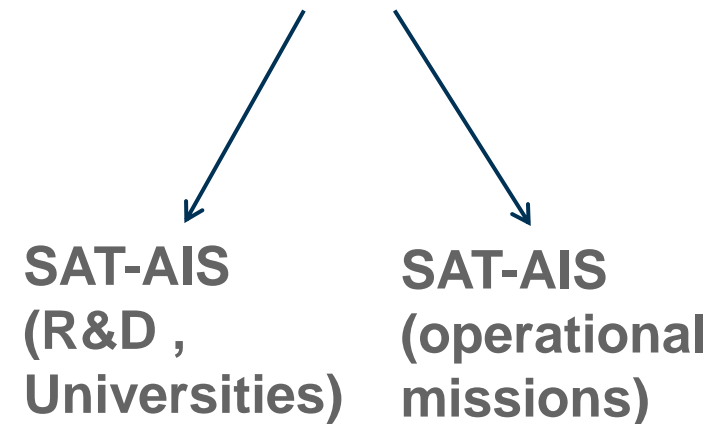 SAT-AIS
(R&D ,
Universities)
SAT-AIS
(operational
missions)